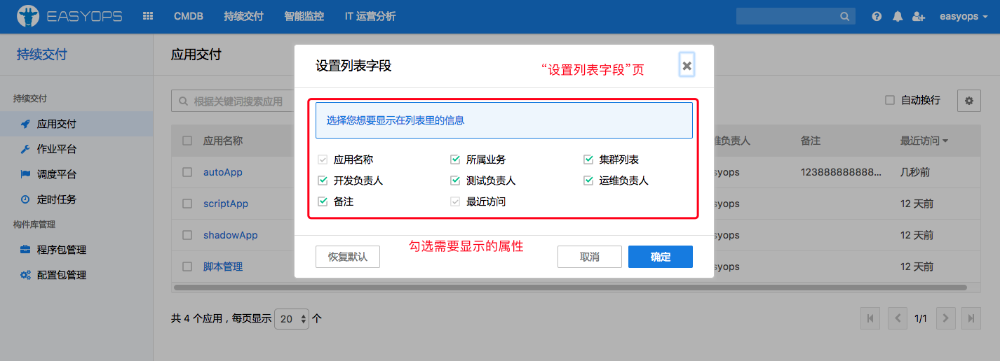 EASYOPS CMDB 持续交付 智能监控 IT 运营分析 easyops
持续交付
应用交付
设置列表字段
“设置列表字段”页
持续交付
应用交付
作业平台
调度平台
定时任务
构件库管理
程序包管理
配置包管理
根据关键词搜索应用
自动换行
选择您想要显示在列表里的信息
应用名称 所属业务 集群列表
开发负责人 测试负责人 运维负责人
备注 最近访问
勾选需要显示的属性
恢复默认 取消 确定
应用名称 维负责人 备注 最近访问
autoApp syops 123888888888... 几秒前
scriptApp syops 12 天前
shadowApp syops 12 天前
脚本管理 syops 12 天前
共 4 个应用，每页显示 20 个
1/1